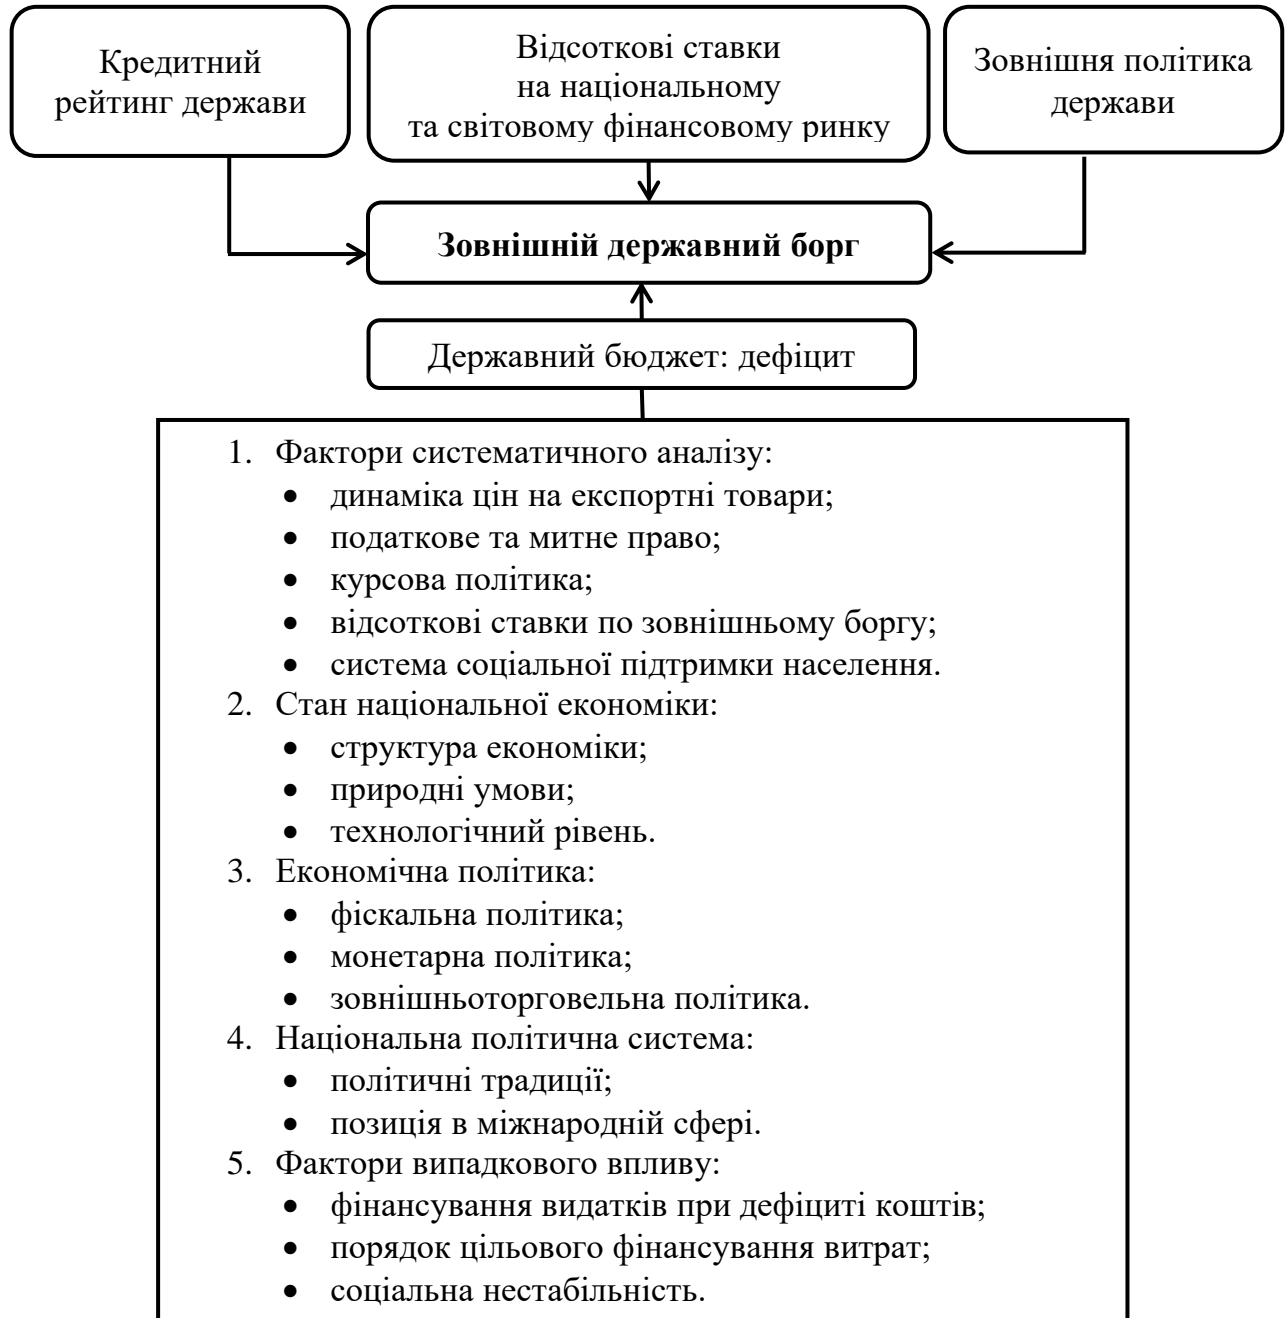 Кредитний
рейтинг держави
Відсоткові ставки
на національному
та світовому фінансовому ринку
Зовнішня політика
держави
Зовнішній державний борг
Державний бюджет: дефіцит
1. Фактори систематичного аналізу:
• динаміка цін на експортні товари;
• податкове та митне право;
• курсова політика;
• відсоткові ставки по зовнішньому боргу;
• система соціальної підтримки населення.
2. Стан національної економіки:
• структура економіки;
• природні умови;
• технологічний рівень.
3. Економічна політика:
• фіскальна політика;
• монетарна політика;
• зовнішньоторговельна політика.
4. Національна політична система:
• політичні традиції;
• позиція в міжнародній сфері.
5. Фактори випадкового впливу:
• фінансування видатків при дефіциті коштів;
• порядок цільового фінансування витрат;
• соціальна нестабільність.